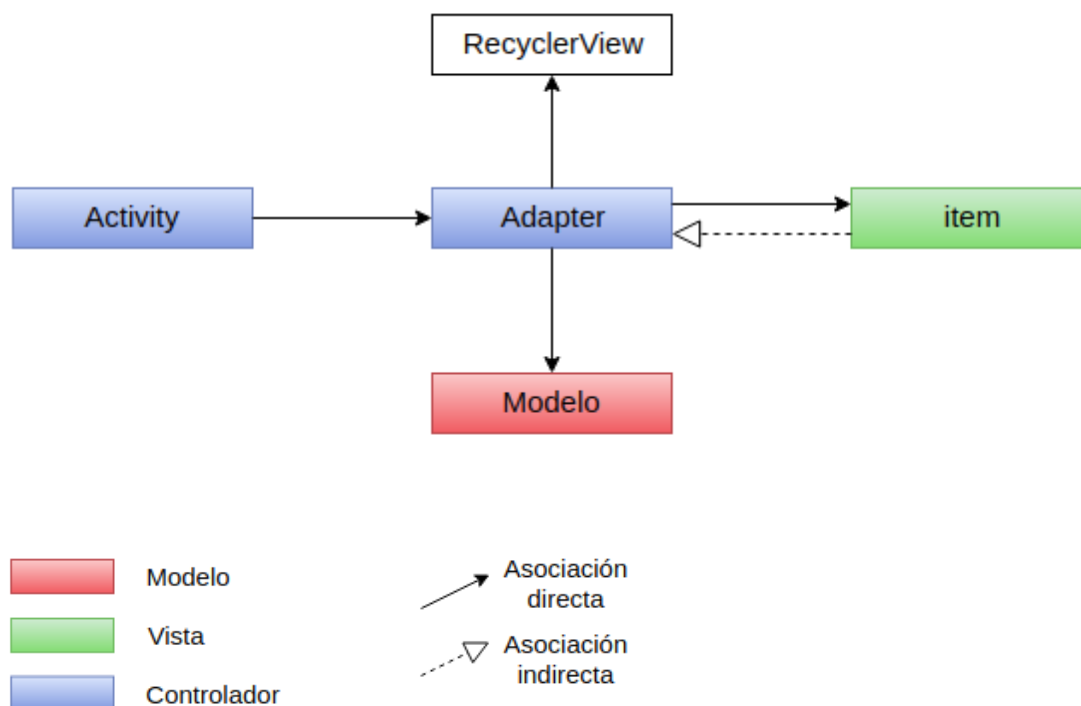 RecyclerView
Activity
Adapter
item
Modelo
Modelo
Vista
Controlador
Asociación
directa
Asociación
indirecta